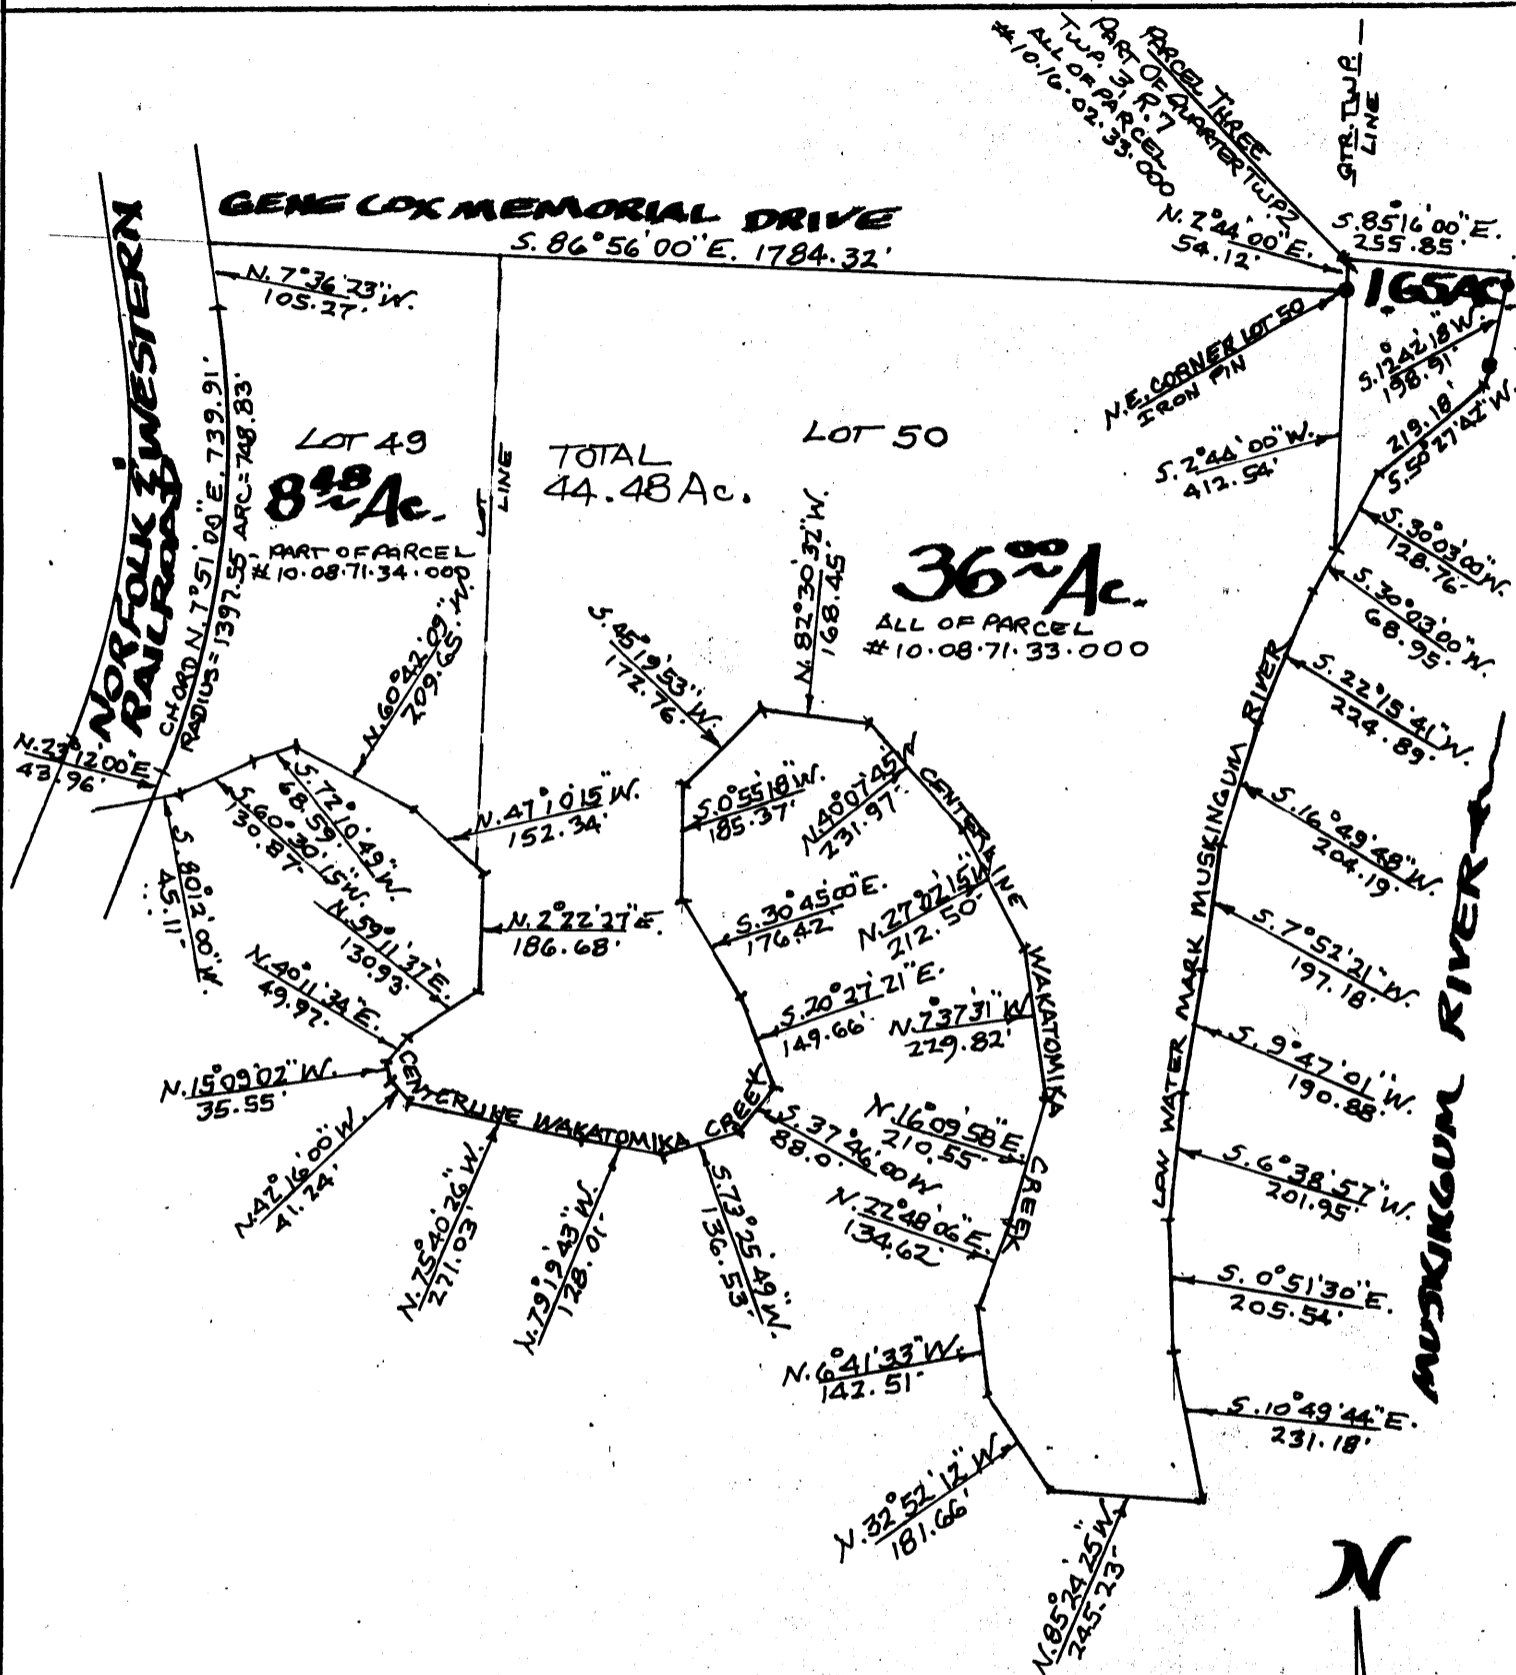 PARCEL THREE
PART OF QUARTER TWP 2
TWP. 3, R. 7
ALL OF PARCEL
# 10.16.02.33.000
QTR. TWP.
LINE
GENE COX MEMORIAL DRIVE
S. 86°56'00"E. 1784.32'
N. 2°44'00"E.
54.12'
S. 85°16'00"E.
255.85'
1.65 AC
N. 7°36'23"W.
105.27'
NORFOLK & WESTERN
RAILROAD
CHORD N. 7°51'00"E. 739.91'
RADIUS = 1397.55 ARC = 748.83'
N.E. CORNER LOT 50
IRON PIN
S. 12°42'18"W.
198.91'
219.18'
S. 50°27'42"W.
S. 2°44'00"W.
412.54'
LOT 49
8 48 Ac.
PART OF PARCEL
# 10.08.71.34.000
LOT
LINE
TOTAL
44.48 Ac.
LOT 50
36 00 Ac.
ALL OF PARCEL
# 10.08.71.33.000
S. 30°03'00"W.
128.76'
S. 30°03'00"W.
68.95'
S. 22°15'41"W.
224.89'
S. 16°49'48"W.
204.19'
S. 7°52'21"W.
197.18'
S. 9°47'01"W.
190.88'
S. 6°38'57"W.
201.95'
S. 0°51'30"E.
205.54'
S. 10°49'44"E.
231.18'
LOW WATER MARK MUSKINGUM RIVER
MUSKIKGUM RIVER
N. 60°42'09"W.
209.65'
S. 45°19'53"W.
172.76'
N. 82°30'32"W.
168.45'
N. 23°12'00"E.
43.96'
S. 80°12'00"W.
45.11'
S. 60°30'15"W.
130.87'
S. 72°10'49"W.
68.59'
N. 47°10'15"W.
152.34'
S. 0°55'18"W.
185.37'
N. 40°07'45"W
231.97'
N. 2°22'27"E.
186.68'
N. 59°11'37"E.
130.93'
N. 40°11'34"E.
49.97'
S. 30°45'00"E.
176.42'
N. 27°02'15"W
212.50'
S. 20°27'21"E.
149.66'
N. 7°37'31"W
229.82'
N. 15°09'02"W.
35.55'
N. 42°16'00"W
41.24'
CENTERLINE WAKATOMIKA CREEK
CENTERLINE WAKATOMIKA CREEK
S. 37°46'00"W
88.0'
N. 16°09'58"E.
210.55'
N. 22°48'06"E.
134.62'
N. 75°40'26"W.
271.03'
N. 79°19'43"W.
128.01'
S. 73°25'49"W.
136.53'
N. 6°41'33"W.
142.51'
N. 32°52'12"W
181.66'
N. 85°24'25"W.
245.23'
N